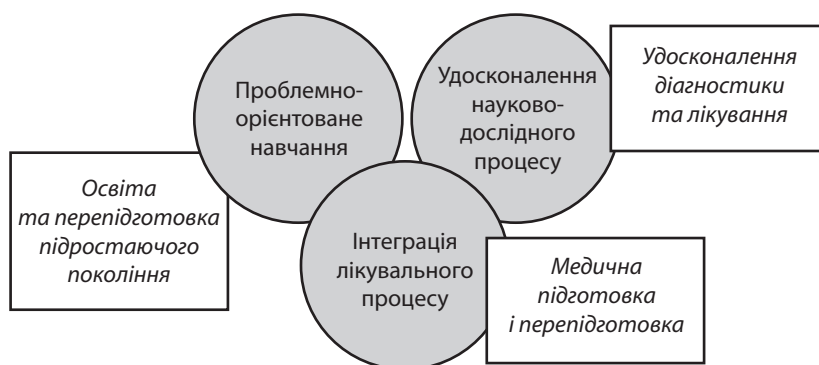 Проблемно-
орієнтоване
навчання
Удосконалення
науково-
дослідного
процесу
Удосконалення
діагностики
та лікування
Освіта
та перепідготовка
підростаючого
покоління
Інтеграція
лікувального
процесу
Медична
підготовка
і перепідготовка